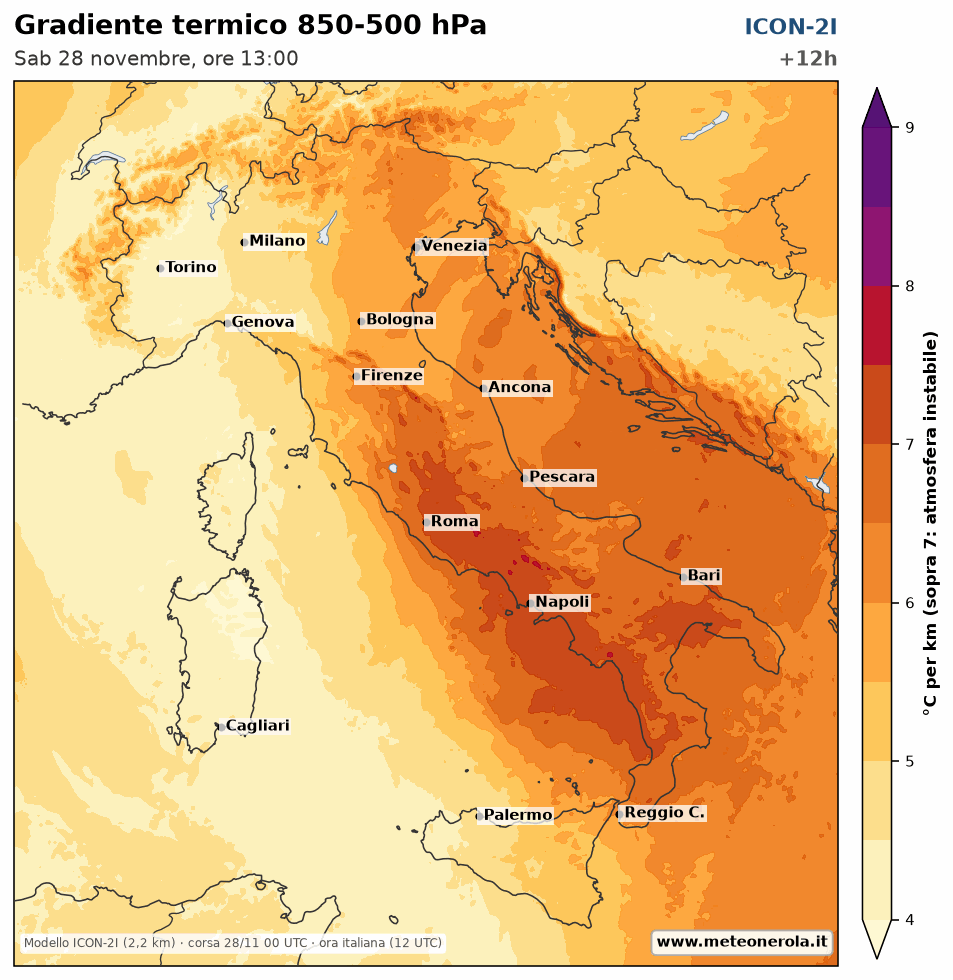 Gradiente termico 850-500 hPa
ICON-2I
Sab 28 novembre, ore 13:00
+12h
9
8
7
6
5
4
°C per km (sopra 7: atmosfera instabile)
Milano
Venezia
Torino
Genova
Bologna
Firenze
Ancona
Pescara
Roma
Bari
Napoli
Cagliari
Palermo
Reggio C.
Modello ICON-2I (2,2 km) · corsa 28/11 00 UTC · ora italiana (12 UTC)
www.meteonerola.it